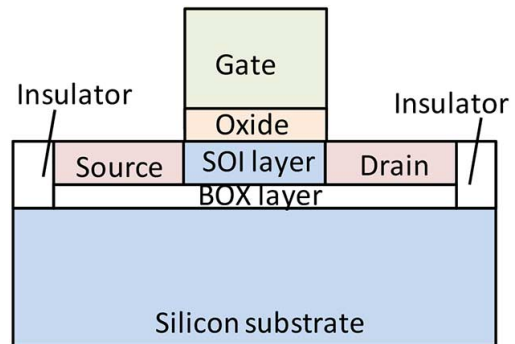 Gate
Insulator
Insulator
Oxide
Source
SOI layer
Drain
BOX layer
Silicon substrate